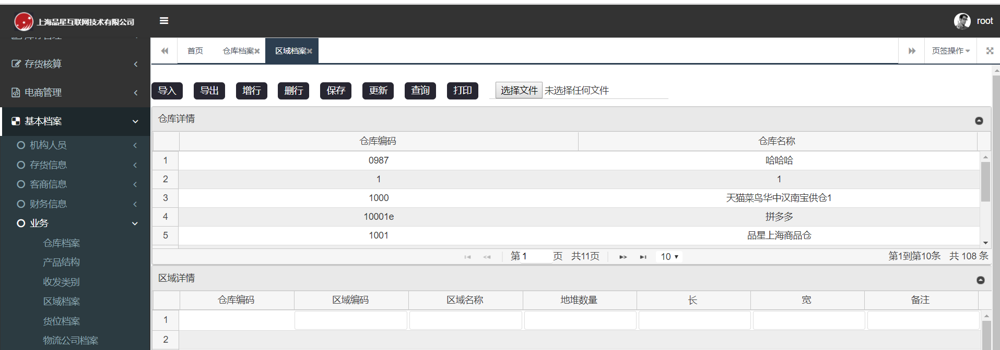 上海品星互联网技术有限公司
root
存货核算
电商管理
基本档案
机构人员
存货信息
客商信息
财务信息
业务
仓库档案
产品结构
收发类别
区域档案
货位档案
物流公司档案
首页 仓库档案 区域档案 页签操作
导入 导出 增行 删行 保存 更新 查询 打印 选择文件 未选择任何文件
仓库详情
仓库编码 仓库名称
1 0987 哈哈哈
2 1 1
3 1000 天猫菜鸟华中汉南宝供仓1
4 10001e 拼多多
5 1001 品星上海商品仓
第 1 页 共11页 10 第1到第10条 共 108 条
区域详情
仓库编码 区域编码 区域名称 地堆数量 长 宽 备注
1
2